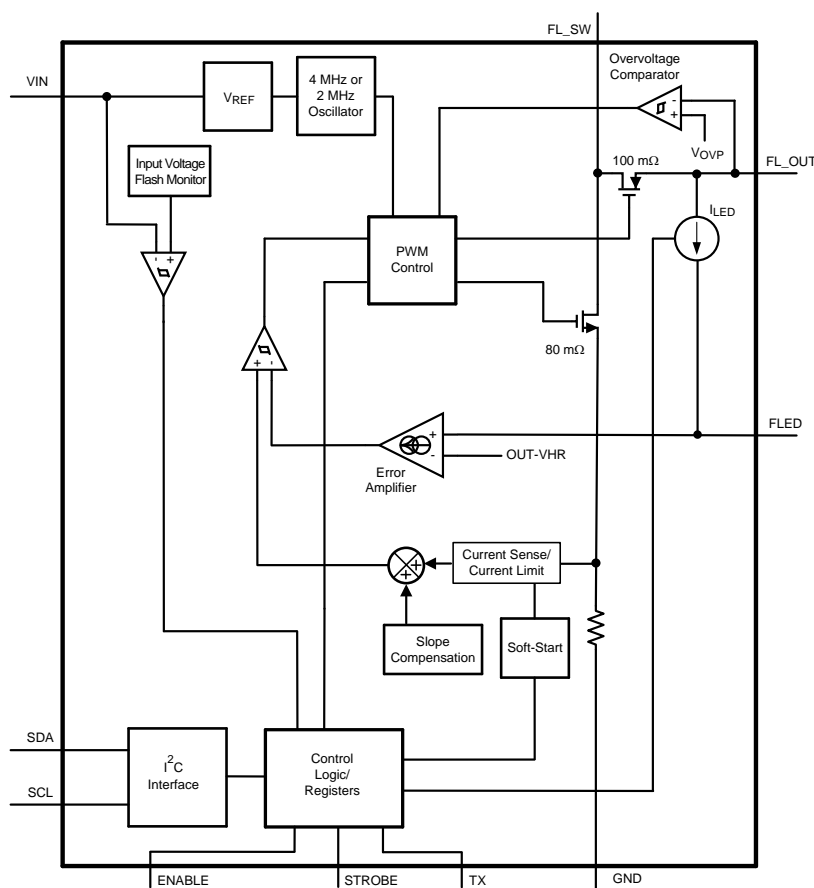 FL_SW
Overvoltage
Comparator
VIN
VREF
4 MHz or
2 MHz
Oscillator
-
+
VOVP
100 mΩ
FL_OUT
Input Voltage
Flash Monitor
ILED
- +
PWM
Control
80 mΩ
+ -
FLED
+
-
OUT-VHR
Error
Amplifier
Current Sense/
Current Limit
+
+
Slope
Compensation
Soft-Start
SDA
I2C
Interface
SCL
Control
Logic/
Registers
ENABLE
STROBE
TX
GND